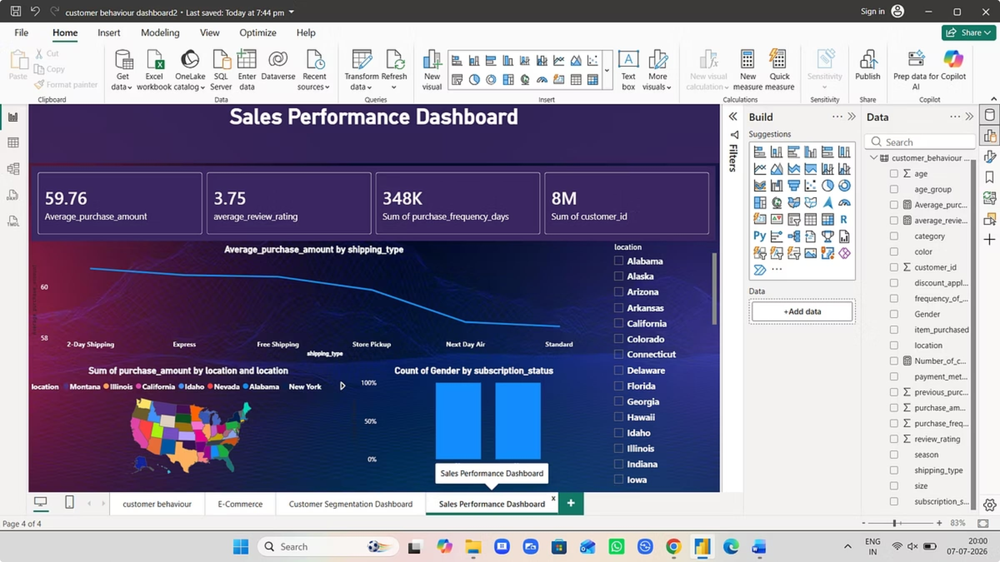 customer behaviour dashboard2 • Last saved: Today at 7:44 pm
Sign in
File
Home
Insert
Modeling
View
Optimize
Help
Share
Paste
Cut
Copy
Format painter
Clipboard
Get data
Excel workbook
OneLake catalog
SQL Server
Enter data
Dataverse
Recent sources
Data
Transform data
Refresh
Queries
New visual
Text box
More visuals
Insert
New visual calculation
New measure
Quick measure
Calculations
Sensitivity
Sensitivity
Publish
Share
Prep data for AI
Copilot
Copilot
DAX
TMDL
Sales Performance Dashboard
59.76
Average_purchase_amount
3.75
average_review_rating
348K
Sum of purchase_frequency_days
8M
Sum of customer_id
Average_purchase_amount by shipping_type
Average_purchase_amount
60
58
2-Day Shipping
Express
Free Shipping
Store Pickup
Next Day Air
Standard
shipping_type
Sum of purchase_amount by location and location
location Montana Illinois California Idaho Nevada Alabama New York
Count of Gender by subscription_status
100%
50%
0%
Sales Performance Dashboard
location
Alabama
Alaska
Arizona
Arkansas
California
Colorado
Connecticut
Delaware
Florida
Georgia
Hawaii
Idaho
Illinois
Indiana
Iowa
Filters
Build
Suggestions
R
Py
Data
+Add data
Data
Search
customer_behaviour ...
age
age_group
Average_purc...
average_revie...
category
color
customer_id
discount_appl...
frequency_of_...
Gender
item_purchased
location
Number_of_c...
payment_met...
previous_purc...
purchase_am...
purchase_freq...
review_rating
season
shipping_type
size
subscription_s...
customer behaviour
E-Commerce
Customer Segmentation Dashboard
Sales Performance Dashboard
Page 4 of 4
83%
Search
ENG
IN
20:00
07-07-2026